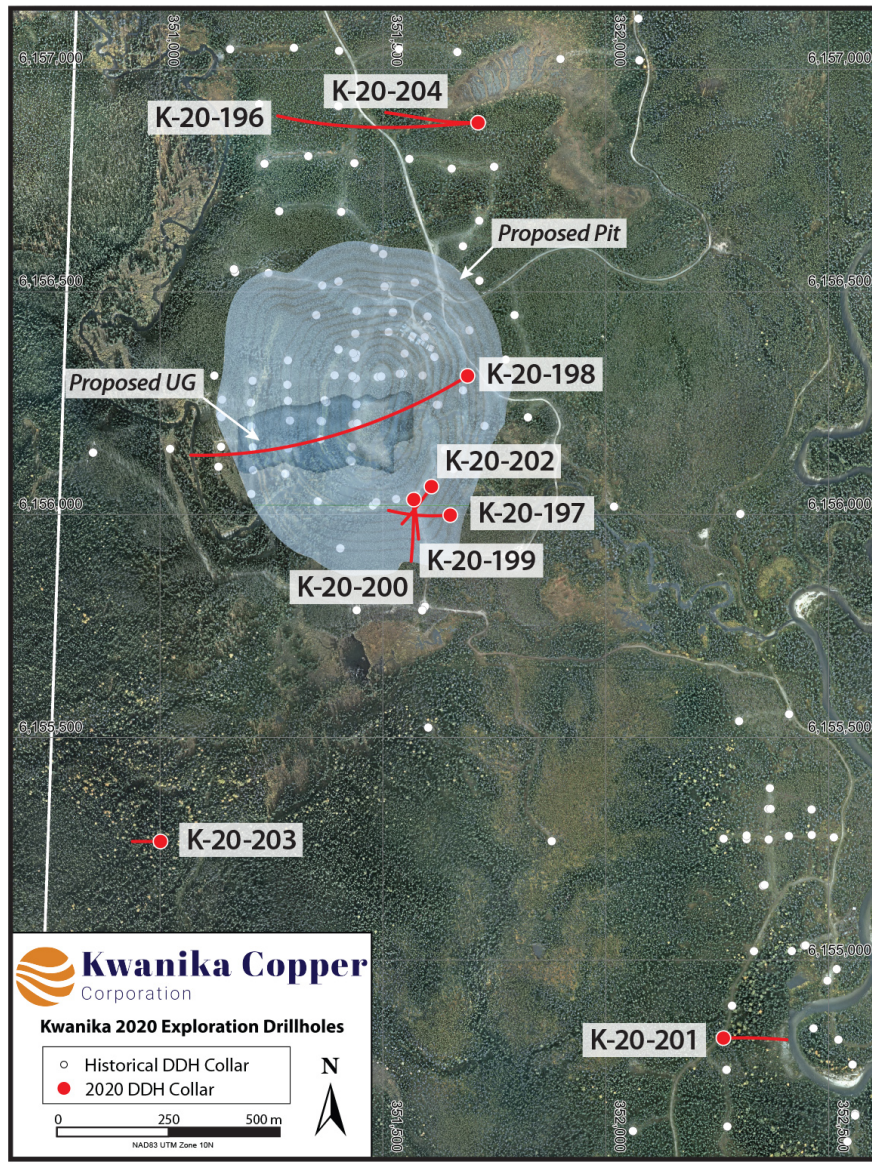 351,000
351,500
352,000
6,157,000
6,157,000
K-20-204
K-20-196
Proposed Pit
6,156,500
6,156,500
Proposed UG
K-20-198
K-20-202
6,156,000
6,156,000
K-20-197
K-20-199
K-20-200
6,155,500
6,155,500
K-20-203
Kwanika Copper
Corporation
6,155,000
Kwanika 2020 Exploration Drillholes
K-20-201
Historical DDH Collar
2020 DDH Collar
N
0 250 500 m
NAD83 UTM Zone 10N
351,500
352,000
352,500